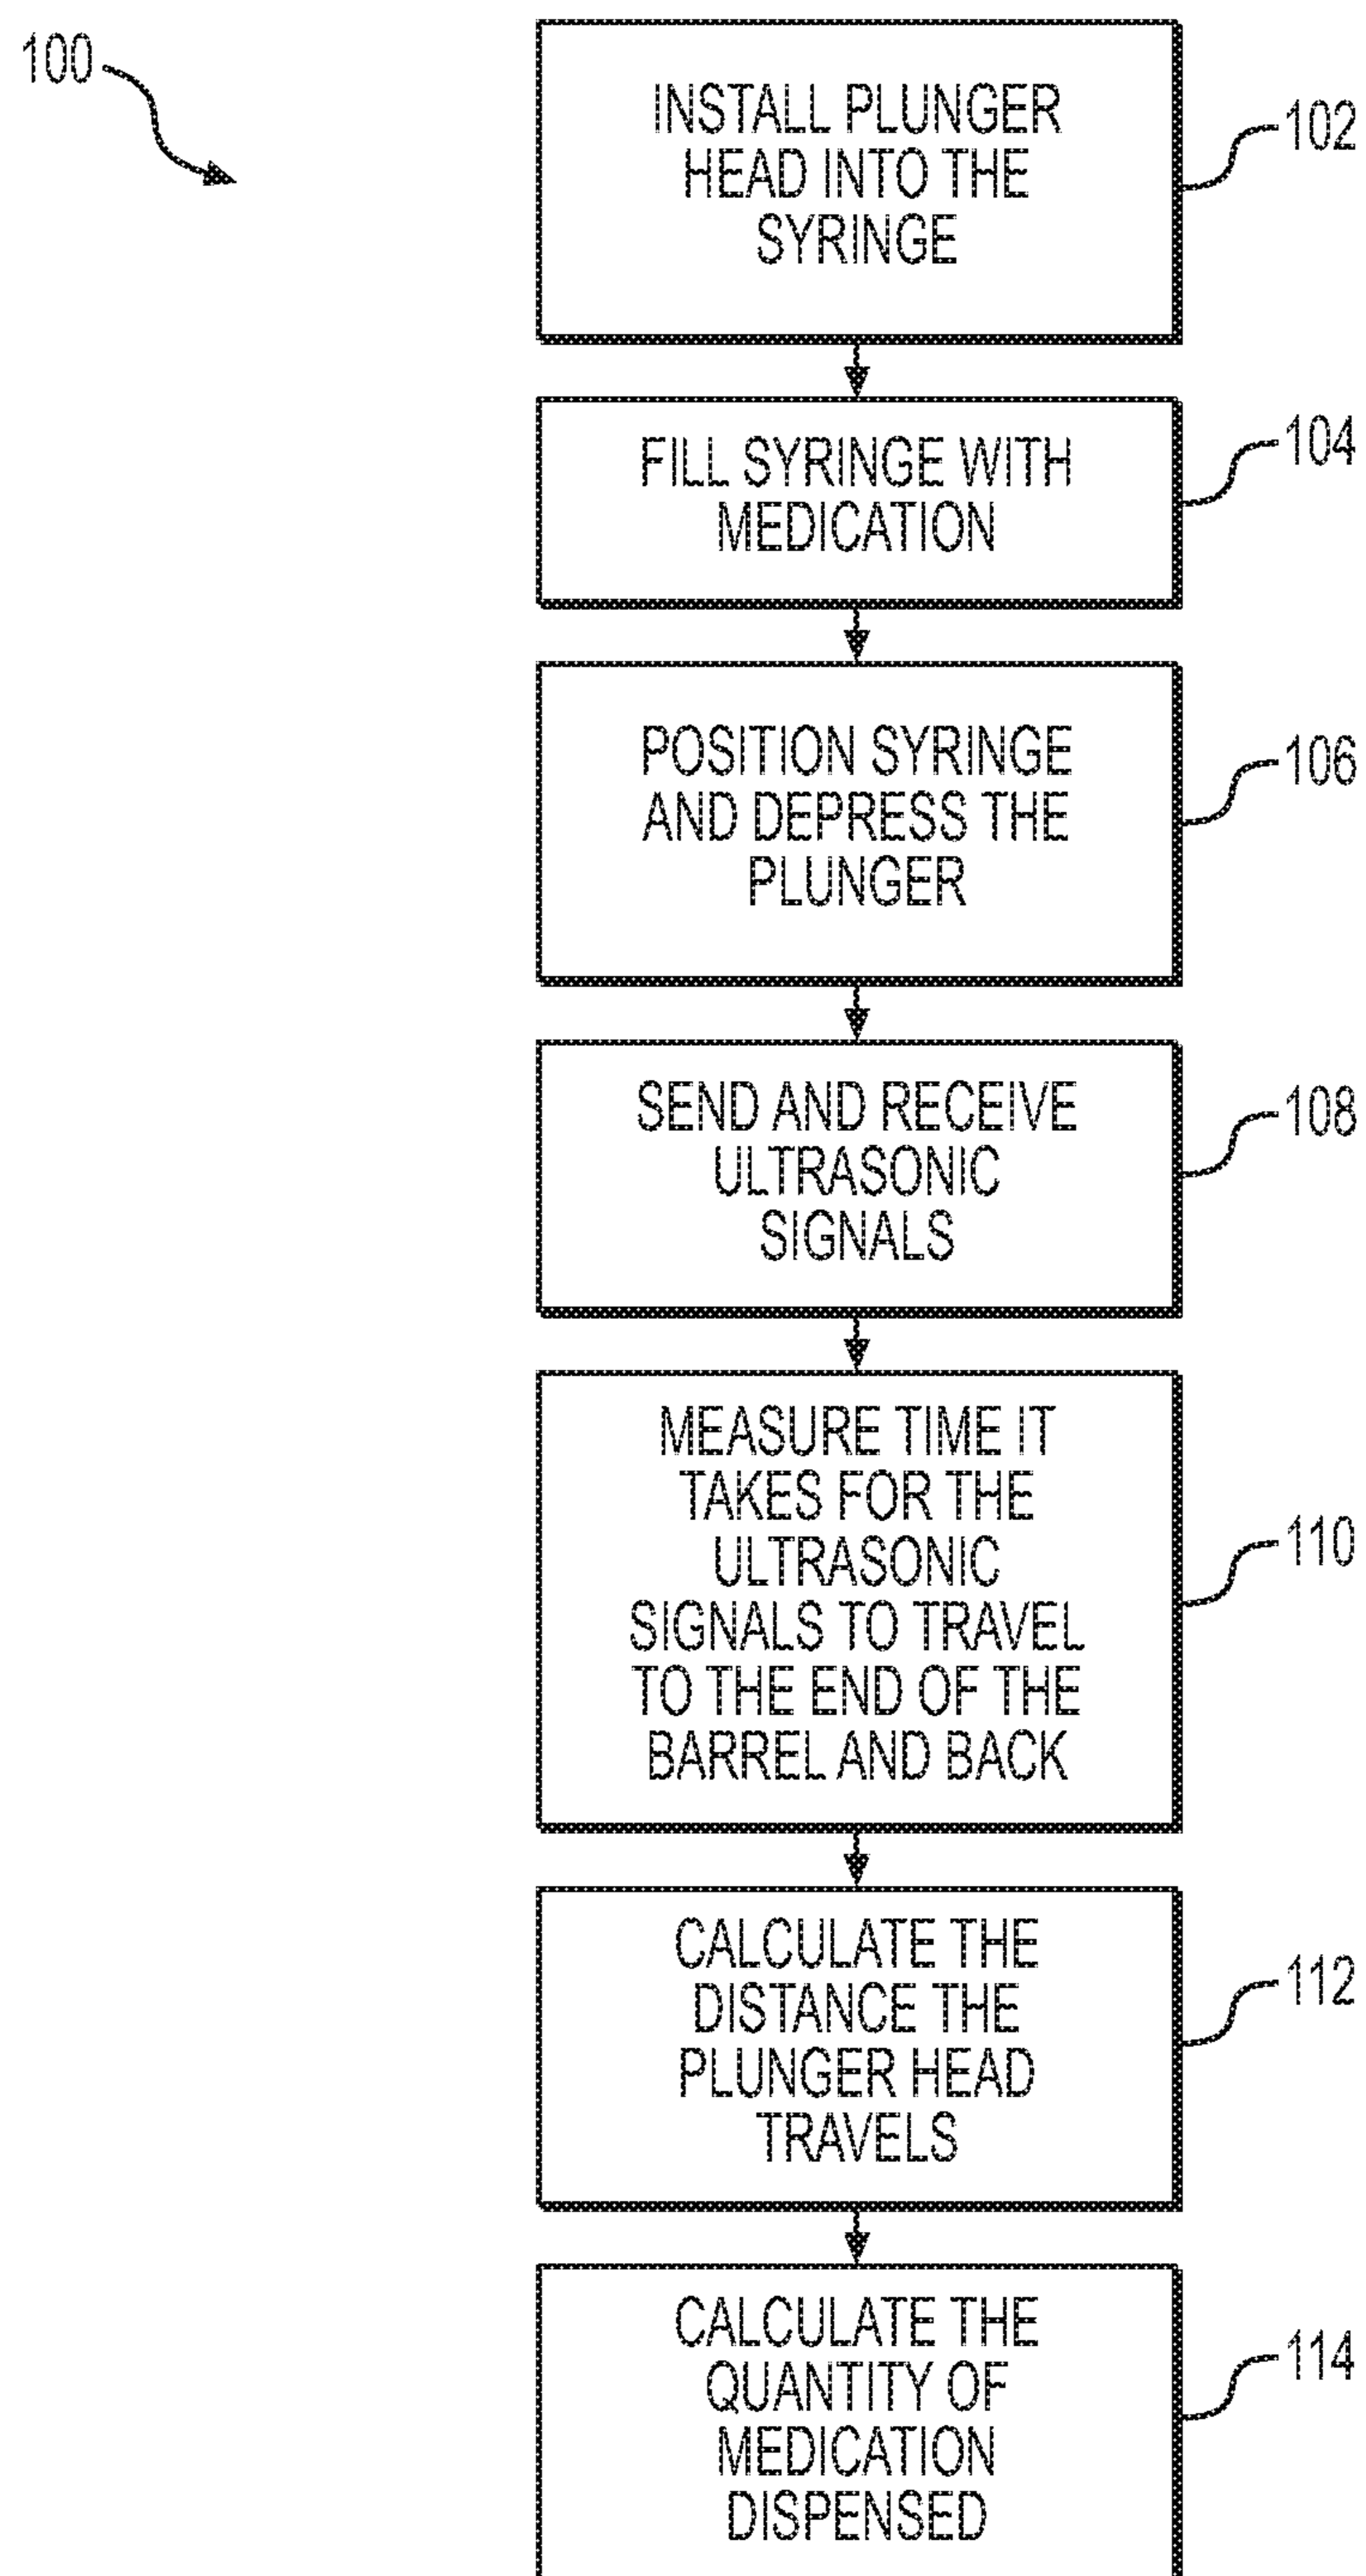 100
INSTALL PLUNGER
HEAD INTO THE
SYRINGE
102
FILL SYRINGE WITH
MEDICATION
104
POSITION SYRINGE
AND DEPRESS THE
PLUNGER
106
SEND AND RECEIVE
ULTRASONIC
SIGNALS
108
MEASURE TIME IT
TAKES FOR THE
ULTRASONIC
SIGNALS TO TRAVEL
TO THE END OF THE
BARREL AND BACK
110
CALCULATE THE
DISTANCE THE
PLUNGER HEAD
TRAVELS
112
CALCULATE THE
QUANTITY OF
MEDICATION
DISPENSED
114